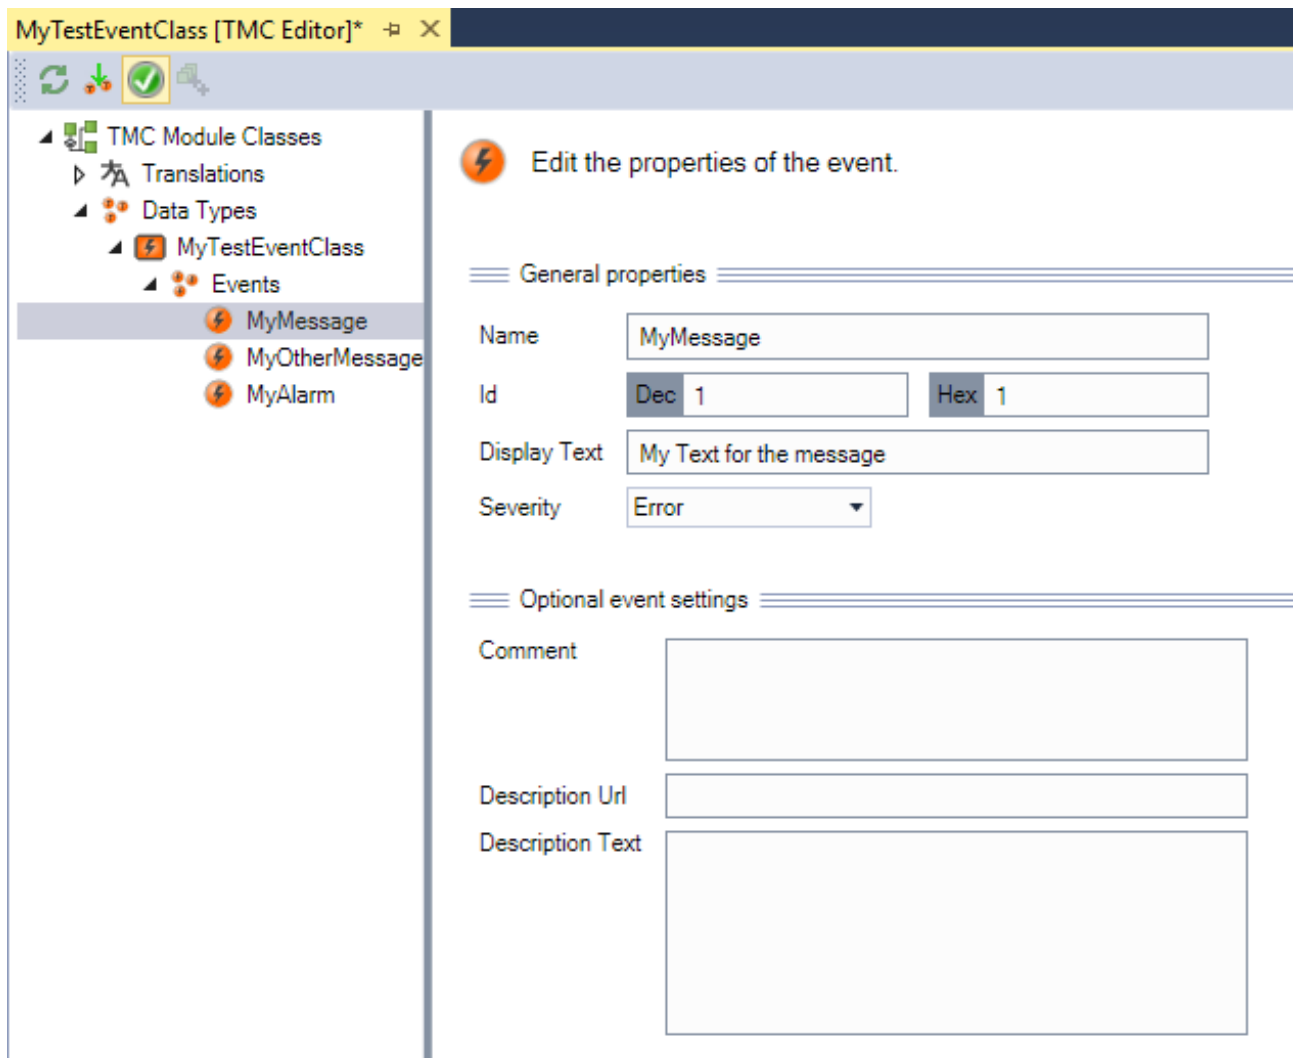 MyTestEventClass [TMC Editor]*
TMC Module Classes
Translations
Data Types
MyTestEventClass
Events
MyMessage
MyOtherMessage
MyAlarm
Edit the properties of the event.
General properties
Name MyMessage
Id Dec 1 Hex 1
Display Text My Text for the message
Severity Error
Optional event settings
Comment
Description Url
Description Text